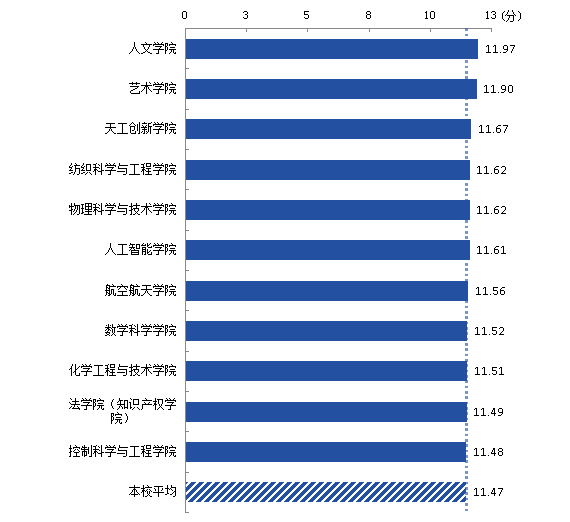 0 3 5 8 10 13 (分)
人文学院 11.97
艺术学院 11.90
天工创新学院 11.67
纺织科学与工程学院 11.62
物理科学与技术学院 11.62
人工智能学院 11.61
航空航天学院 11.56
数学科学学院 11.52
化学工程与技术学院 11.51
法学院（知识产权学
院） 11.49
控制科学与工程学院 11.48
本校平均 11.47